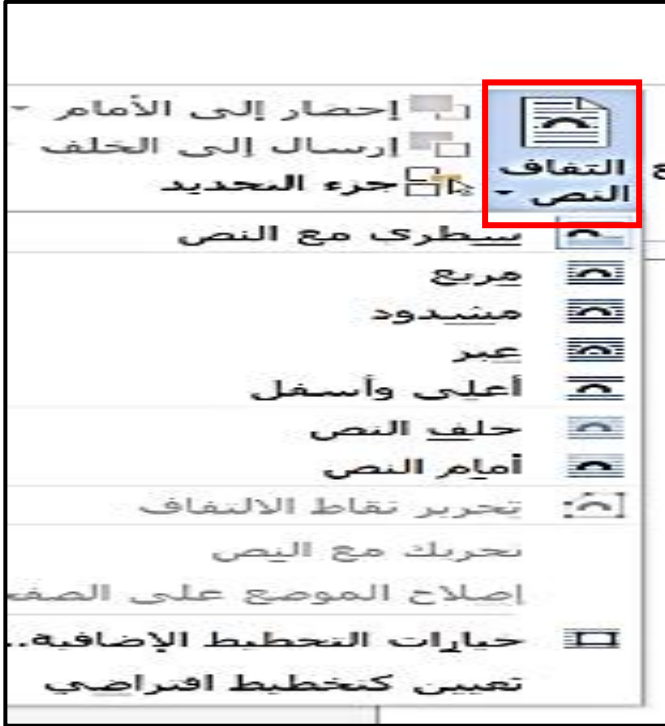 إحضار إلى الأمام
إرسال إلى الخلف
جزء التحديد
التفاف
النص
سطري مع النص
مربع
مشدود
عبر
أعلى وأسفل
خلف النص
أمام النص
تحرير نقاط الالتفاف
تحريك مع النص
إصلاح الموضع على
خيارات التخطيط الإضافية..
تعيين كتخطيط افتراضي